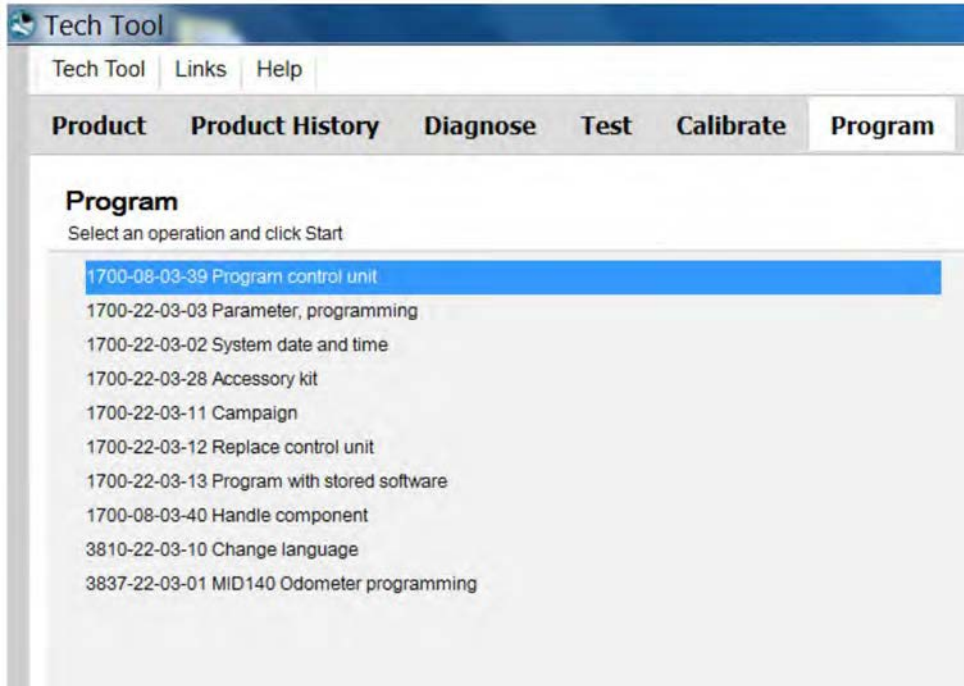 Tech Tool
Tech Tool Links Help
Product Product History Diagnose Test Calibrate Program
Program
Select an operation and click Start
1700-08-03-39 Program control unit
1700-22-03-03 Parameter, programming
1700-22-03-02 System date and time
1700-22-03-28 Accessory kit
1700-22-03-11 Campaign
1700-22-03-12 Replace control unit
1700-22-03-13 Program with stored software
1700-08-03-40 Handle component
3810-22-03-10 Change language
3837-22-03-01 MID140 Odometer programming